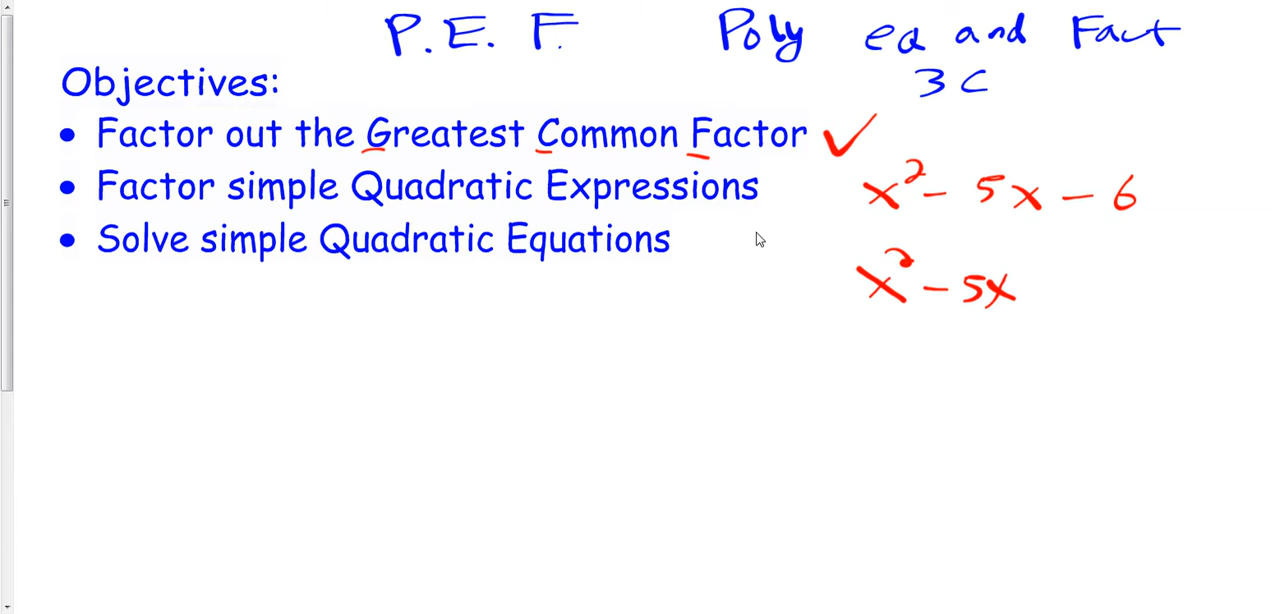 P.E.F. Poly eq and Fact
3C
Objectives:
• Factor out the Greatest Common Factor ✓
• Factor simple Quadratic Expressions
x² - 5x - 6
• Solve simple Quadratic Equations
x² - 5x